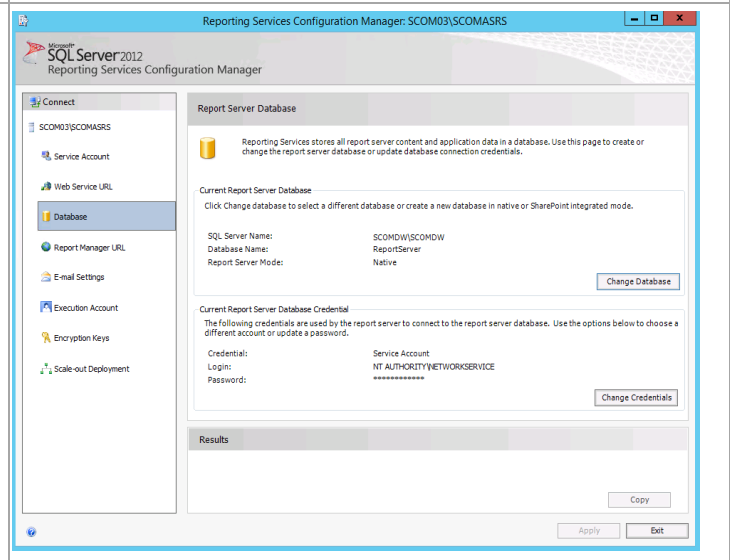 Reporting Services Configuration Manager: SCOM03\SCOMASRS
Microsoft
SQL Server 2012
Reporting Services Configuration Manager
Connect
SCOM03\SCOMASRS
Service Account
Web Service URL
Database
Report Manager URL
E-mail Settings
Execution Account
Encryption Keys
Scale-out Deployment
Report Server Database
Reporting Services stores all report server content and application data in a database. Use this page to create or
change the report server database or update database connection credentials.
Current Report Server Database
Click Change database to select a different database or create a new database in native or SharePoint integrated mode.
SQL Server Name: SCOMDW\SCOMDW
Database Name: ReportServer
Report Server Mode: Native
Change Database
Current Report Server Database Credential
The following credentials are used by the report server to connect to the report server database. Use the options below to choose a
different account or update a password.
Credential: Service Account
Login: NT AUTHORITY\NETWORKSERVICE
Password: ************
Change Credentials
Results
Copy
Apply
Exit